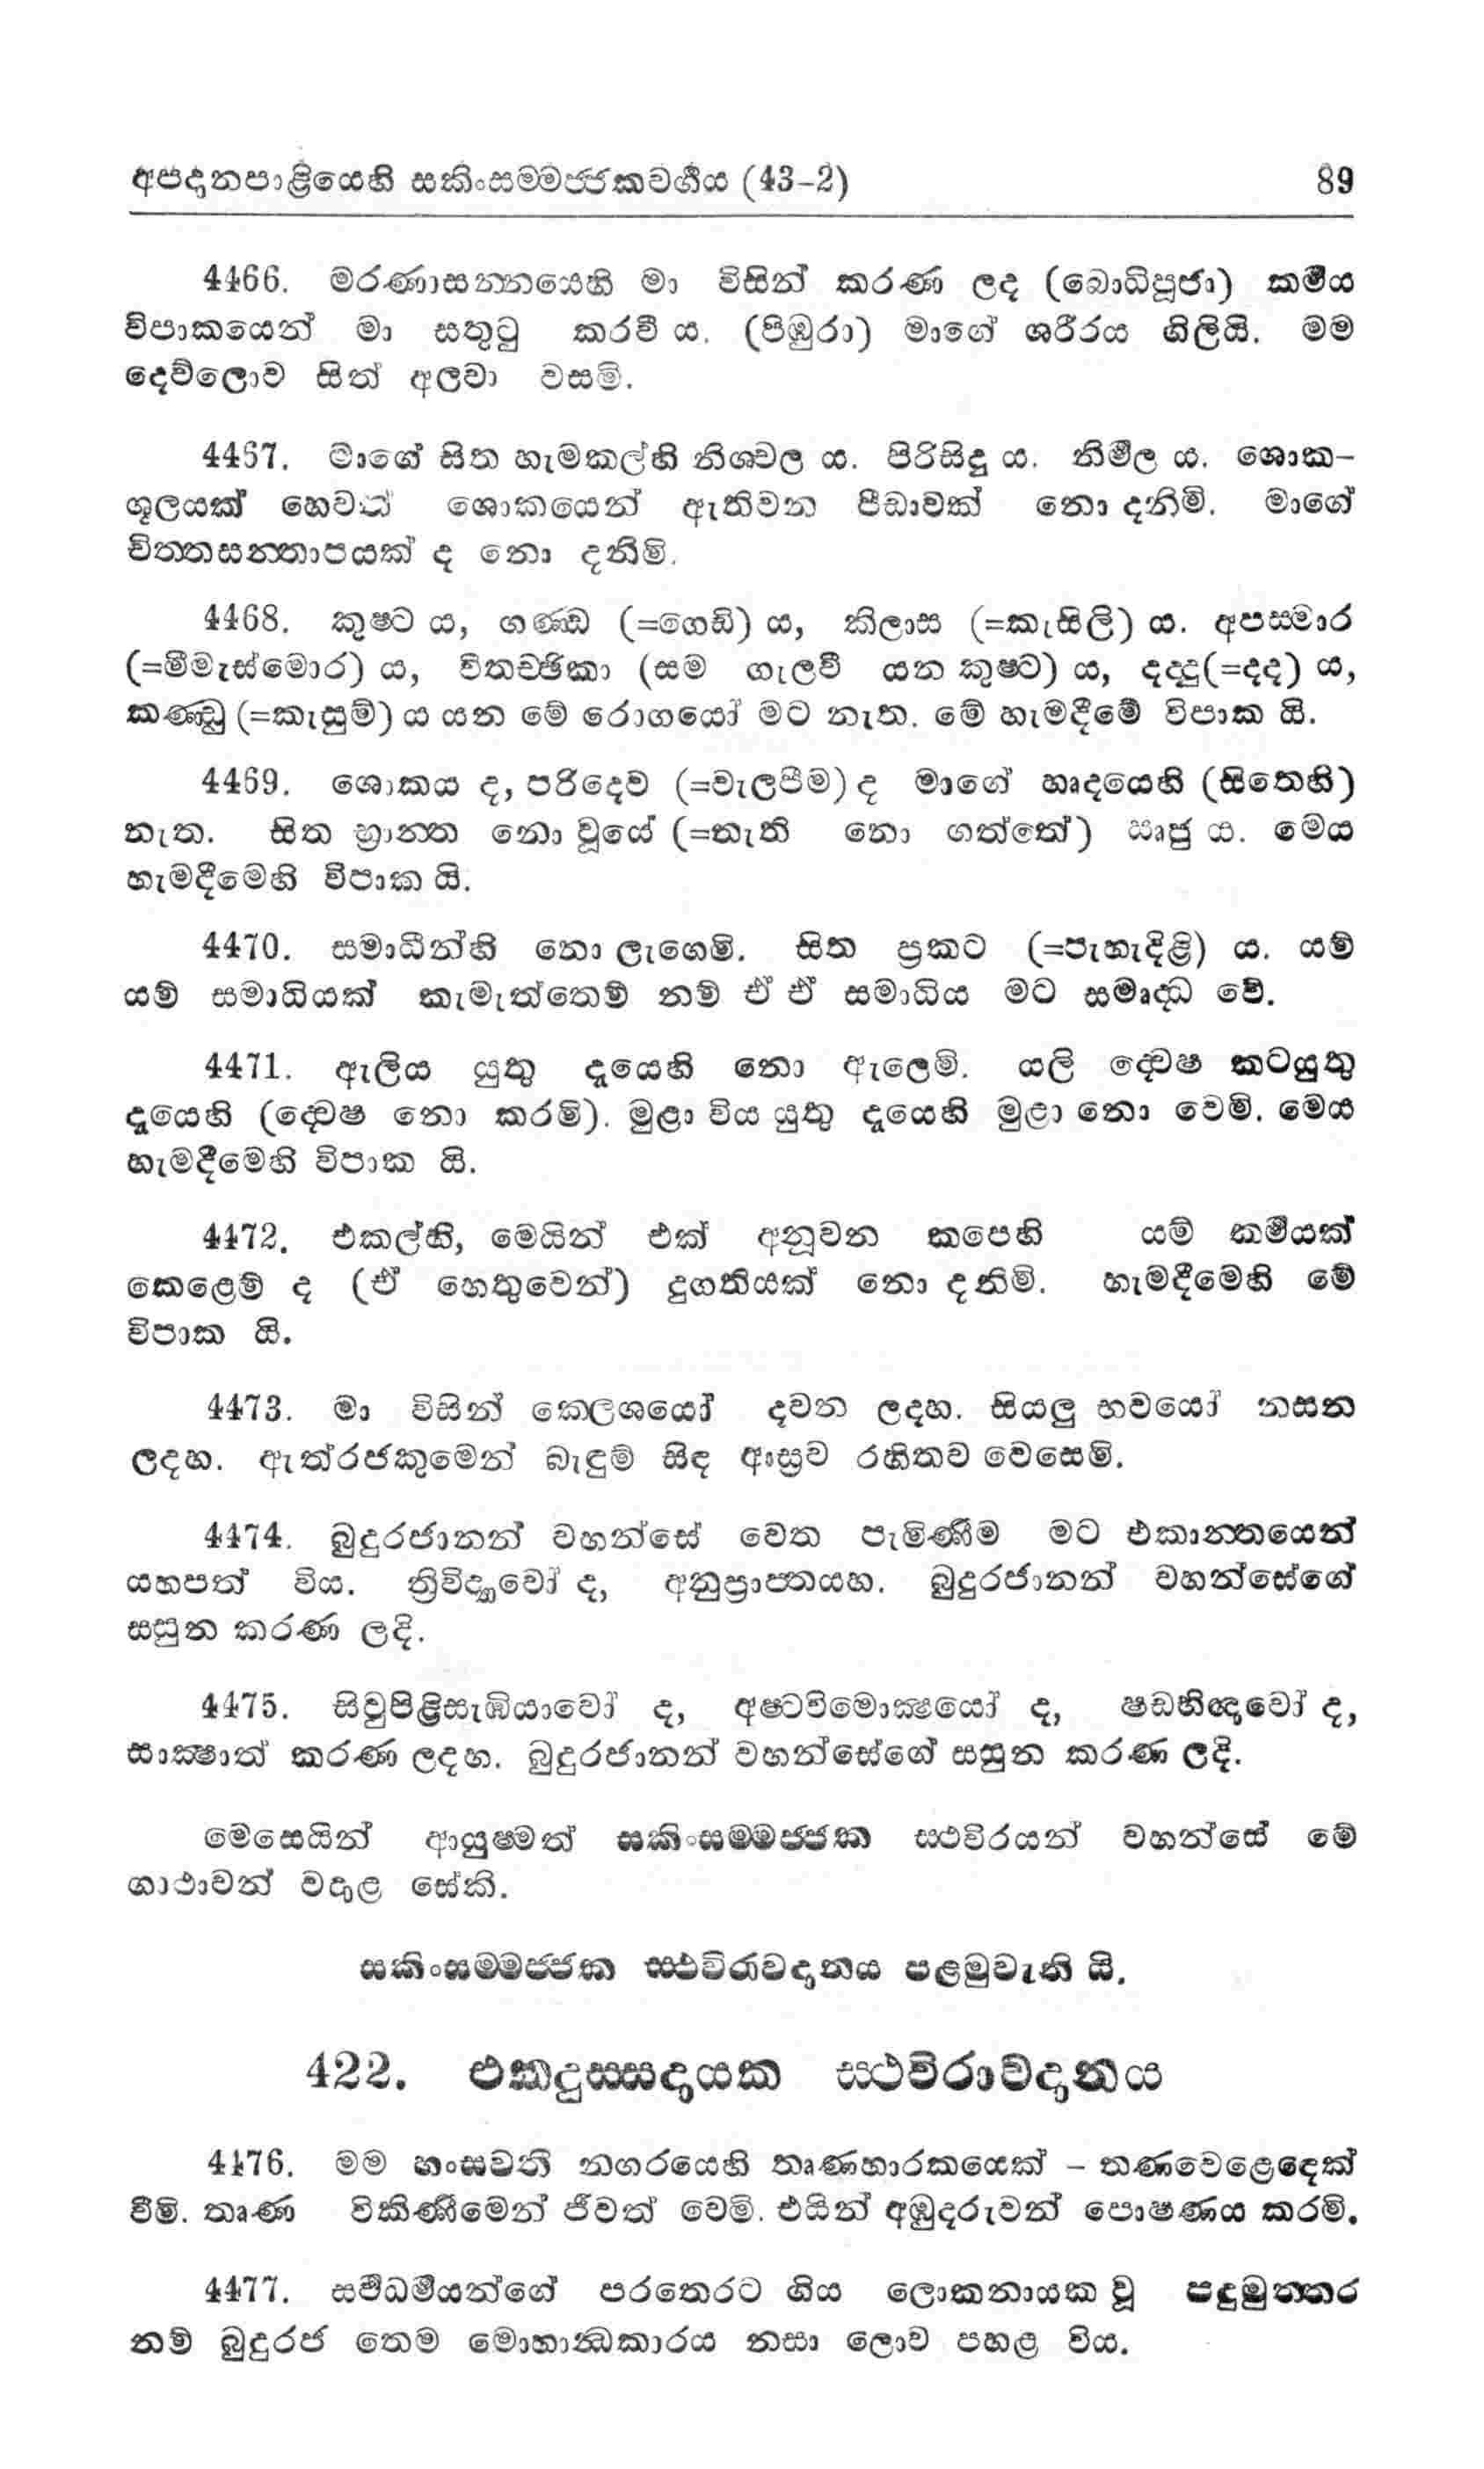 අපදානපාළියෙහි සකිංසම්මජ්ජකවර්‍ගය (43-2) 89
4466. මරණාසන්නයෙහි මා විසින් කරණ ලද (බොධිපූජා) කර්‍මය
විපාකයෙන් මා සතුටු කරවී ය. (පිඹුරා) මාගේ ශරීරය ගිලියි. මම
දෙව්ලොව සිත් අලවා වසමි.
4467. මාගේ සිත හැමකල්හි නිශ්චල ය. පිරිසිදු ය. නිර්‍මල ය. ශොක-
ශූලයක් හෙවත් ශොකයෙන් ඇතිවන පීඩාවක් නො දනිමි. මාගේ
චිත්තසන්තාපයක් ද නො දනිමි.
4468. කුෂ්ට ය, ගණ්ඩ (=ගෙඩි) ය, කිලාස (=කැසිලි) ය. අපස්මාර
(=මීමැස්මොර) ය, විතච්ඡිකා (සම ගැලවී යන කුෂ්ට) ය, දද්දු(=දද) ය,
කණ්ඩු (=කැසුම්) ය යන මේ රොගයෝ මට නැත. මේ හැමදීමේ විපාක යි.
4469. ශොකය ද, පරිදෙව (=වැලපීම) ද මාගේ හෘදයෙහි (සිතෙහි)
නැත. සිත භ්‍රාන්ත නො වූයේ (=තැති නො ගත්තේ) ඍජු ය. මෙය
හැමදීමෙහි විපාක යි.
4470. සමාධීන්හි නො ලැගෙමි. සිත ප්‍රකට (=පැහැදිළි) ය. යම්
යම් සමාධියක් කැමැත්තෙම් නම් ඒ ඒ සමාධිය මට සමෘද්ධ වේ.
4471. ඇලිය යුතු දෑයෙහි නො ඇලෙමි. යලි ද්වෙෂ කටයුතු
දෑයෙහි (ද්වෙෂ නො කරමි). මුළා විය යුතු දෑයෙහි මුළා නො වෙමි. මෙය
හැමදීමෙහි විපාක යි.
4472. එකල්හි, මෙයින් එක් අනූවන කපෙහි යම් කර්‍මයක්
කෙළෙම් ද (ඒ හෙතුවෙන්) දුගතියක් නො දනිමි. හැමදීමෙහි මේ
විපාක යි.
4473. මා විසින් කෙලශයෝ දවන ලදහ. සියලු භවයෝ නසන
ලදහ. ඇත්රජකුමෙන් බැඳුම් සිඳ ආස්‍රව රහිතව වෙසෙමි.
4474. බුදුරජානන් වහන්සේ වෙත පැමිණීම මට එකාන්තයෙන්
යහපත් විය. ත්‍රිවිද්‍යාවෝ ද, අනුප්‍රාප්තයහ. බුදුරජානන් වහන්සේගේ
සසුන කරණ ලදි.
4475. සිවුපිළිසැඹියාවෝ ද, අෂ්ටවිමොක්‍ෂයෝ ද, ෂඩභිඥාවෝ ද,
සාක්‍ෂාත් කරණ ලදහ. බුදුරජානන් වහන්සේගේ සසුන කරණ ලදි.
මෙසෙයින් ආයුෂ්මත් සකිංසම්මජ්ජක ස්ථවිරයන් වහන්සේ මේ
ගාථාවන් වදාළ සේකි.
සකිංසම්මජ්ජක ස්ථවිරාවදානය පළමුවැනි යි.
422. එකදුස්සදායක ස්ථවිරාවදානය
4476. මම හංසවතී නගරයෙහි තෘණහාරකයෙක් – තණවෙළෙඳෙක්
වීමි. තෘණ විකිණීමෙන් ජීවත් වෙමි. එයින් අඹුදරුවන් පොෂණය කරමි.
4477. සර්‍වධර්‍මයන්ගේ පරතෙරට ගිය ලොකනායක වූ පදුමුත්තර
නම් බුදුරජ තෙම මොහාන්ධකාරය නසා ලොව පහළ විය.